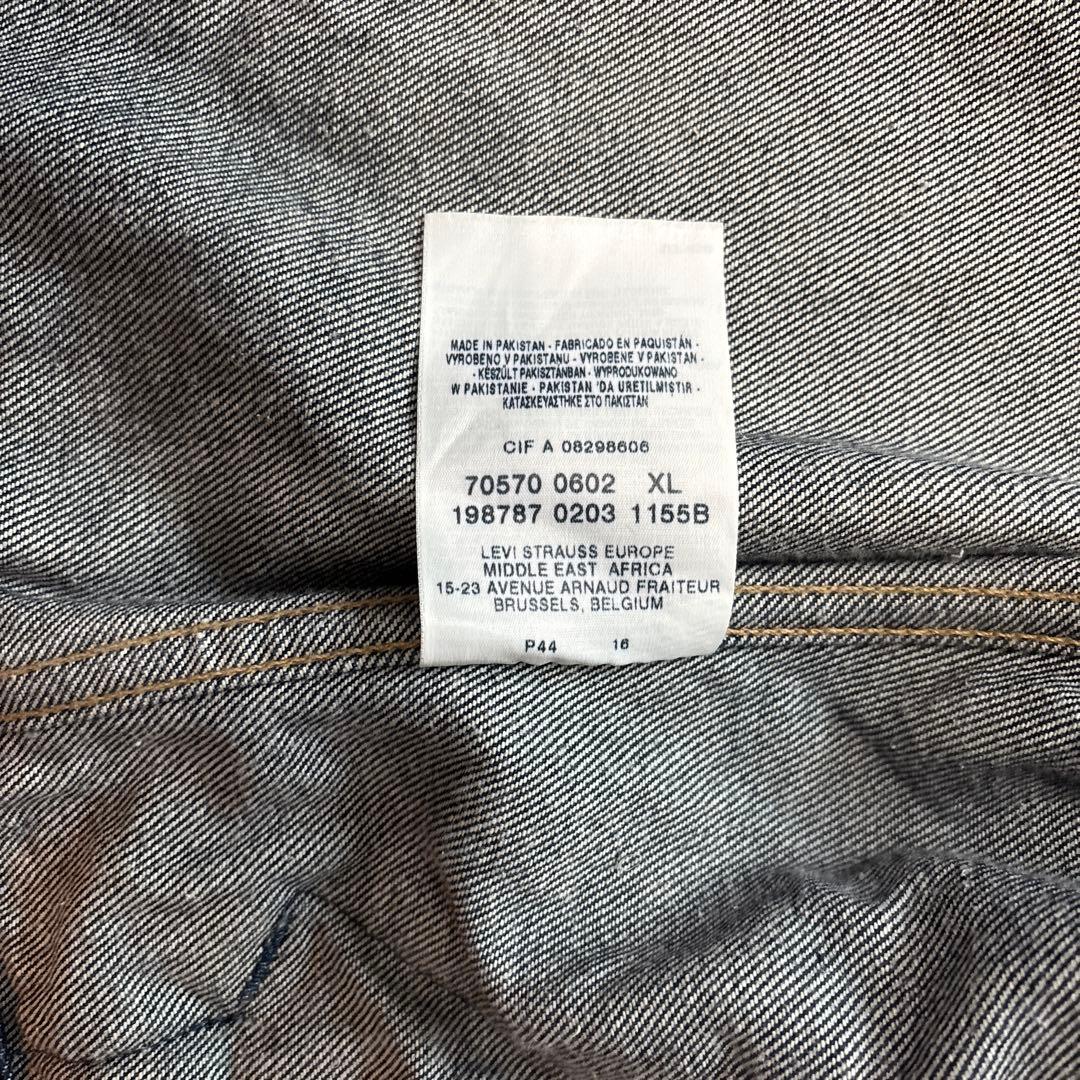 MADE IN PAKISTAN - FABRICADO EN PAQUISTÁN -
VYROBENO V PAKISTANU - VYROBENE V PAKISTAN -
- KÉSZÜLT PAKISZTÁNBAN - WYPRODUKOWANO
W PAKISTANIE - PAKISTAN 'DA URETILMIŞTIR -
ΚΑΤΑΣΚΕΥΑΣΤΗΚΕ ΣΤΟ ΠΑΚΙΣΤΑΝ
CIF A 08298606
70570 0602 XL
198787 0203 1155B
LEVI STRAUSS EUROPE
MIDDLE EAST AFRICA
15-23 AVENUE ARNAUD FRAITEUR
BRUSSELS, BELGIUM
P44 16